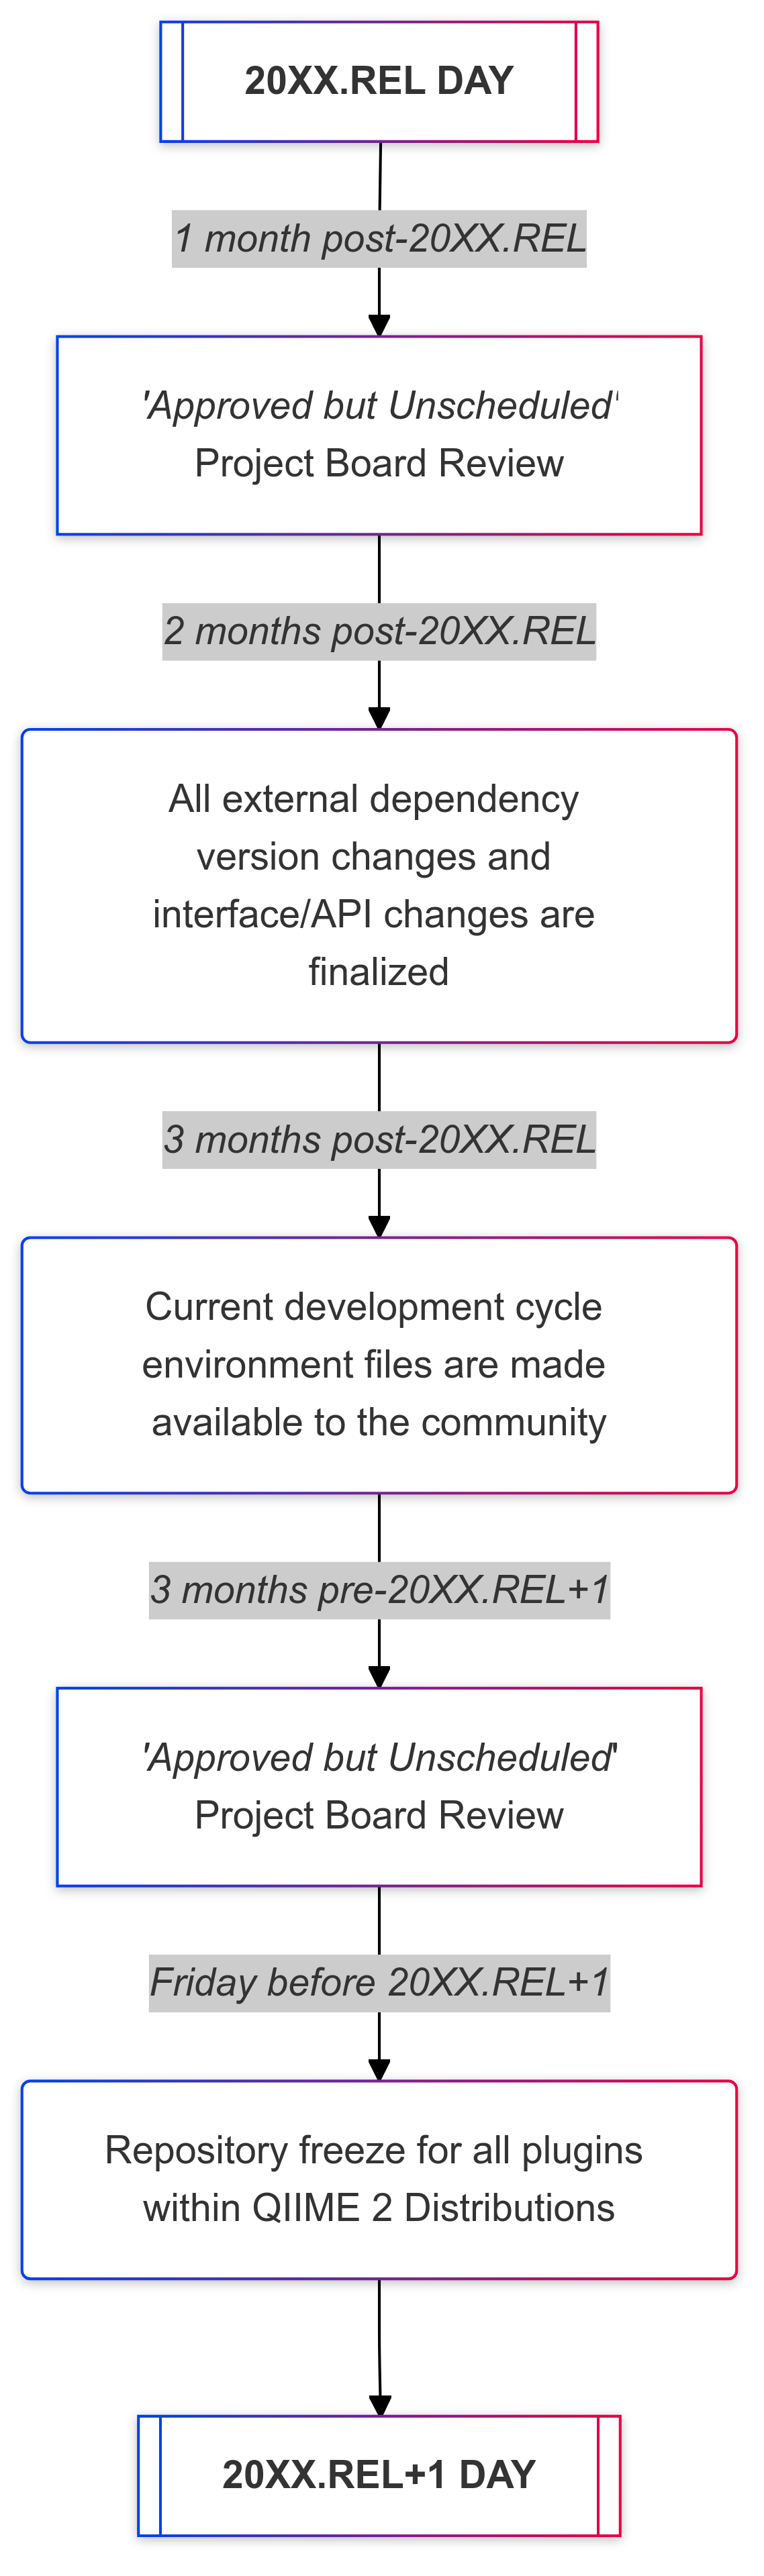 20XX.REL DAY
1 month post-20XX.REL
'Approved but Unscheduled'
Project Board Review
2 months post-20XX.REL
All external dependency
version changes and
interface/API changes are
finalized
3 months post-20XX.REL
Current development cycle
environment files are made
available to the community
3 months pre-20XX.REL+1
'Approved but Unscheduled'
Project Board Review
Friday before 20XX.REL+1
Repository freeze for all plugins
within QIIME 2 Distributions
20XX.REL+1 DAY